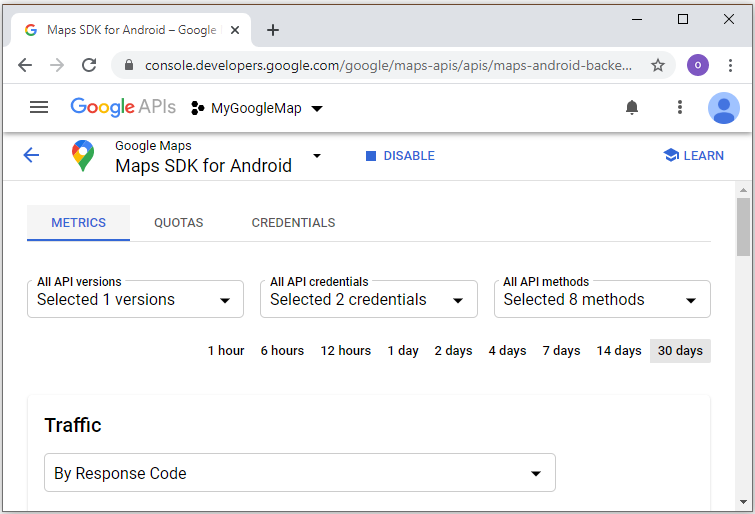 Maps SDK for Android – Google
console.developers.google.com/google/maps-apis/apis/maps-android-backe...
O
Google APIs MyGoogleMap
Google Maps
Maps SDK for Android
DISABLE
LEARN
METRICS QUOTAS CREDENTIALS
All API versions All API credentials All API methods
Selected 1 versions Selected 2 credentials Selected 8 methods
1 hour 6 hours 12 hours 1 day 2 days 4 days 7 days 14 days 30 days
Traffic
By Response Code